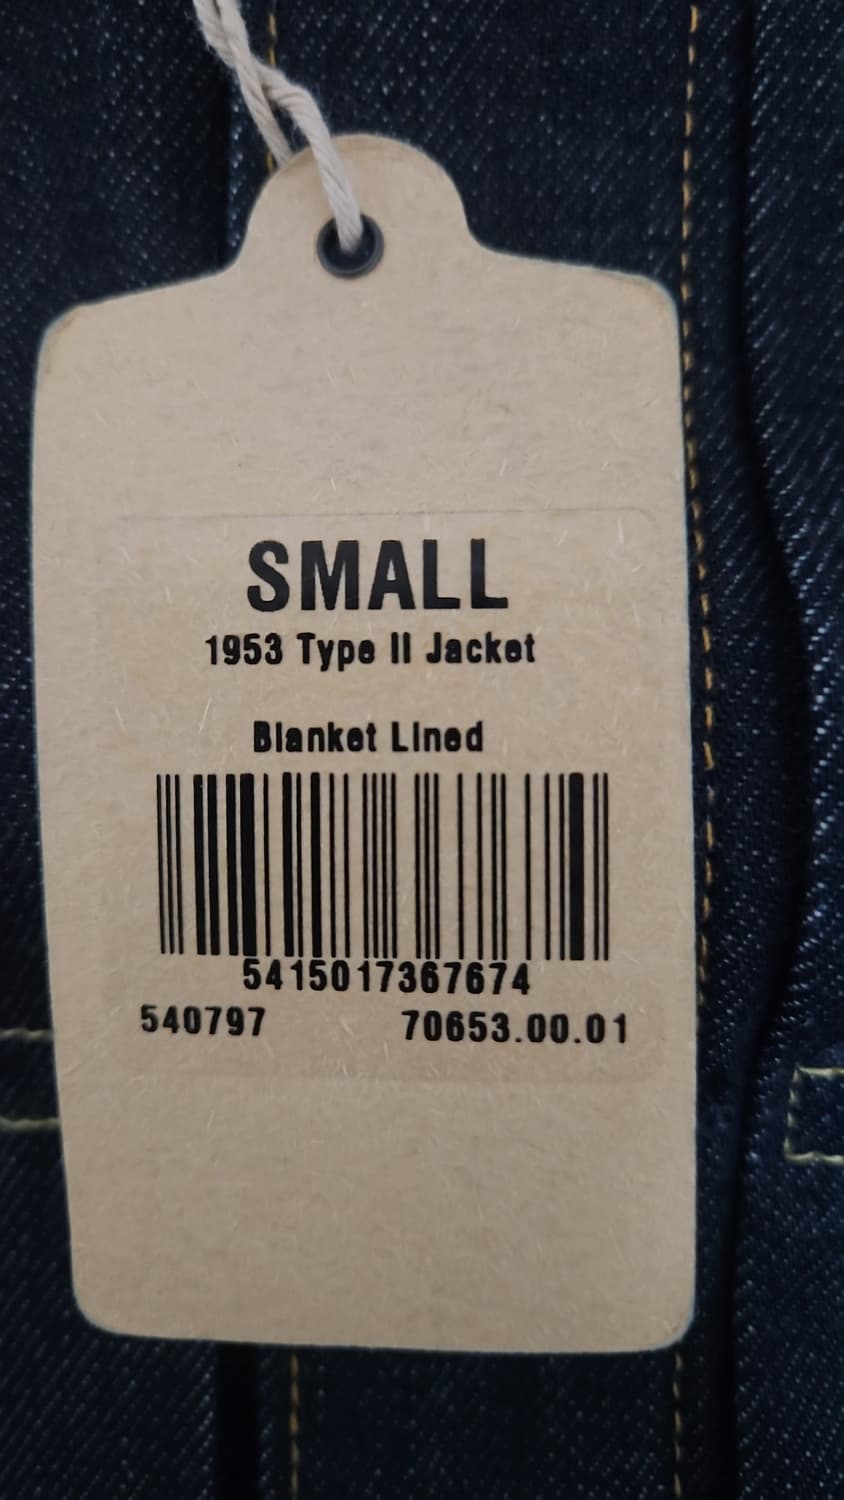 SMALL
1953 Type II Jacket
Blanket Lined
5415017367674
540797 70653.00.01